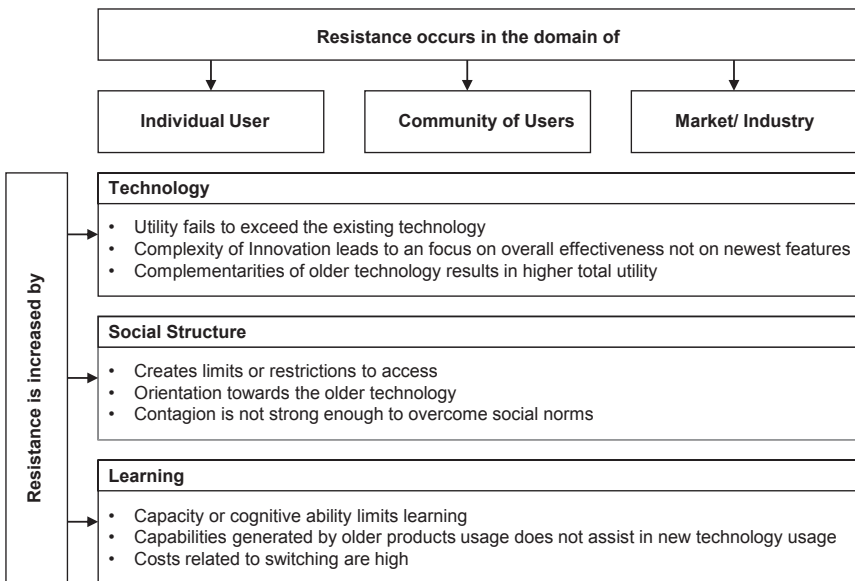 Resistance occurs in the domain of
Individual User
Community of Users
Market/ Industry
Resistance is increased by
Technology
• Utility fails to exceed the existing technology
• Complexity of Innovation leads to an focus on overall effectiveness not on newest features
• Complementarities of older technology results in higher total utility
Social Structure
• Creates limits or restrictions to access
• Orientation towards the older technology
• Contagion is not strong enough to overcome social norms
Learning
• Capacity or cognitive ability limits learning
• Capabilities generated by older products usage does not assist in new technology usage
• Costs related to switching are high